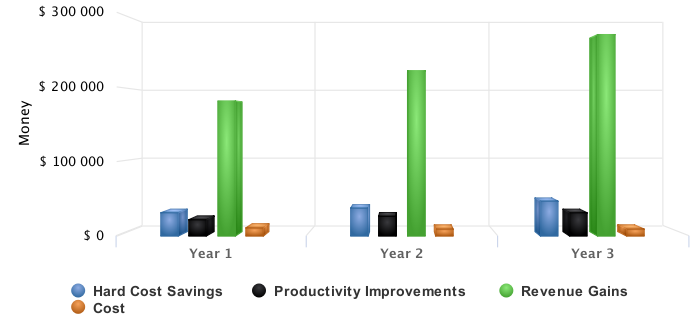 $ 300 000
$ 200 000
$ 100 000
$ 0
Money
Year 1
Year 2
Year 3
Hard Cost Savings
Productivity Improvements
Revenue Gains
Cost